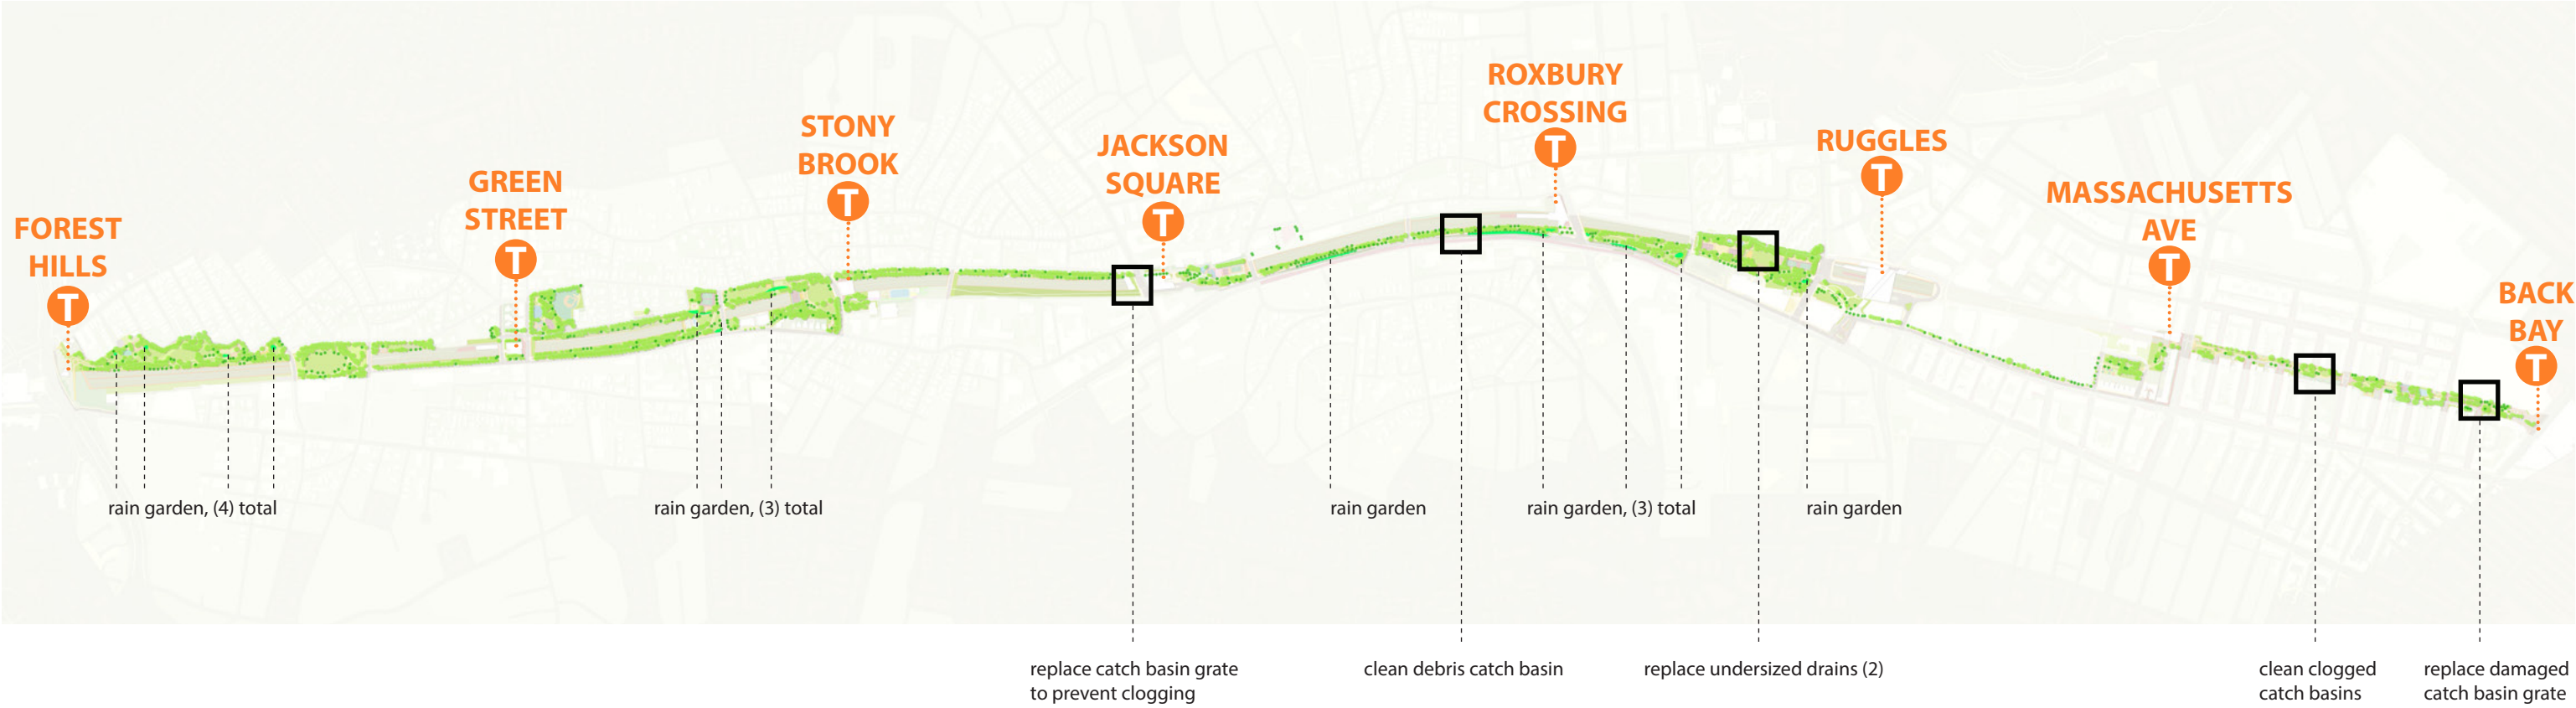 FOREST
HILLS
T
GREEN
STREET
T
STONY
BROOK
T
JACKSON
SQUARE
T
ROXBURY
CROSSING
T
RUGGLES
T
MASSACHUSETTS
AVE
T
BACK
BAY
T
rain garden, (4) total
rain garden, (3) total
rain garden
rain garden, (3) total
rain garden
replace catch basin grate
to prevent clogging
clean debris catch basin
replace undersized drains (2)
clean clogged
catch basins
replace damaged
catch basin grate